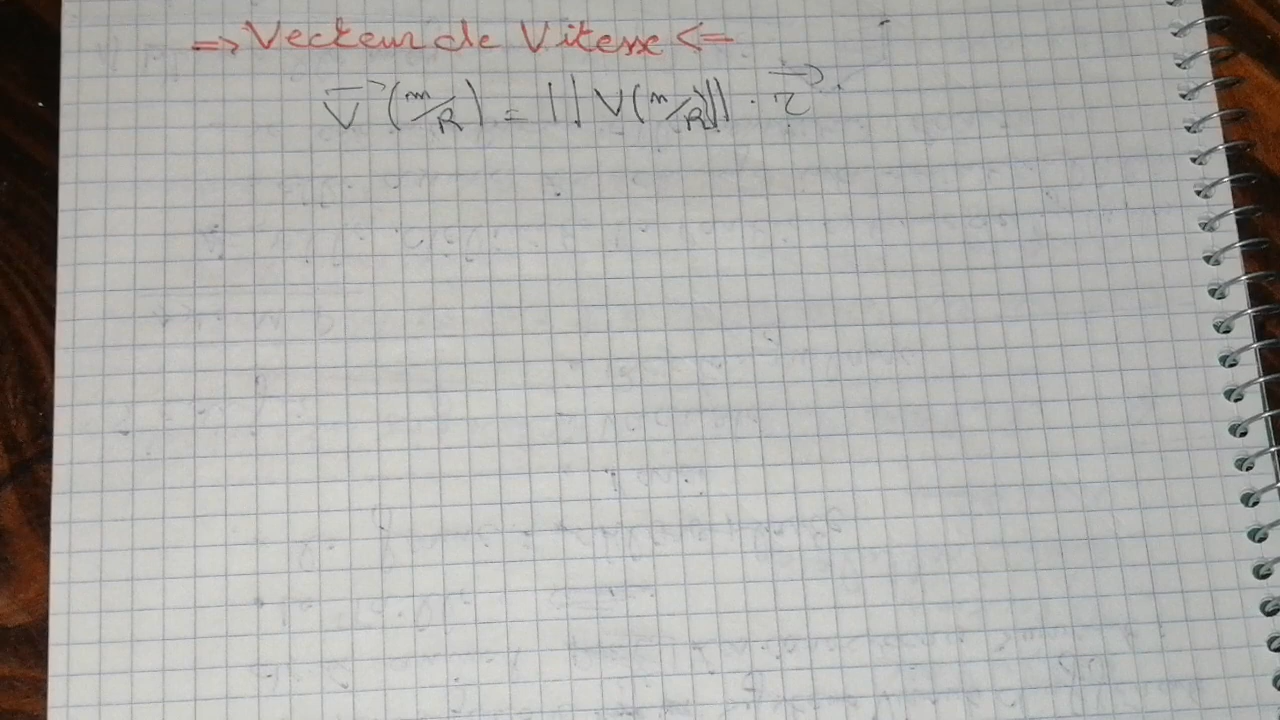 => Vecteur de Vitesse <=
V⃗(m/R) = ||V(m/R)|| . τ⃗